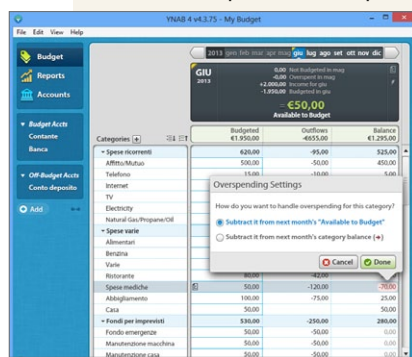 YNAB 4 v4.3.75 - My Budget
File Edit View Help
Budget
Reports
Accounts
Budget Accts
Contante
Banca
Off-Budget Accts
Conto deposito
Add
2013 gen feb mar apr mag giu lug ago set ott nov dic
GIU
2013
0,00 Not Budgeted in mag
-0,00 Overspent in mag
+2.000,00 Income for giu
-1.950,00 Budgeted in giu
= €50,00
Available to Budget
Categories
Budgeted Outflows Balance
€1.950,00 -€655,00 €1.295,00
Spese ricorrenti 620,00 -95,00 525,00
Affitto/Mutuo 500,00 -50,00 450,00
Telefono 15,00 -10,00 5,00
Internet
TV
Electricity
Natural Gas/Propane/Oil
Spese varie
Alimentari
Benzina
Varie
Ristorante 80,00 -42,00
Spese mediche 50,00 -120,00 -70,00
Abbigliamento 100,00 -75,00 25,00
Casa 50,00 50,00
Fondi per imprevisti 530,00 -250,00 280,00
Fondo emergenze 50,00 -50,00 0,00
Manutenzione macchina 50,00 -50,00 0,00
Manutenzione casa 50,00 -50,00 0,00
Overspending Settings
How do you want to handle overspending for this category?
Subtract it from next month's "Available to Budget"
Subtract it from next month's category balance (➔)
Cancel Done